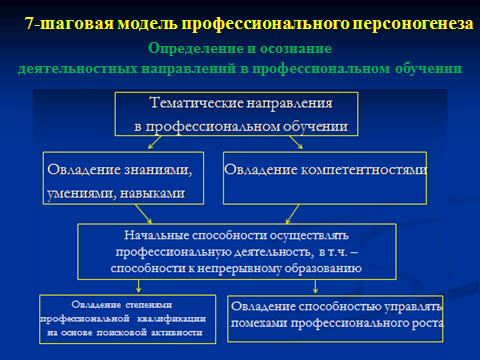 7-шаговая модель профессионального персоногенеза
Определение и осознание
деятельностных направлений в профессиональном обучении
Тематические направления
в профессиональном обучении
Овладение знаниями,
умениями, навыками
Овладение компетентностями
Начальные способности осуществлять
профессиональную деятельность, в т.ч. –
способности к непрерывному образованию
Овладение степенями
профессиональной квалификации
на основе поисковой активности
Овладение способностью управлять
помехами профессионального роста